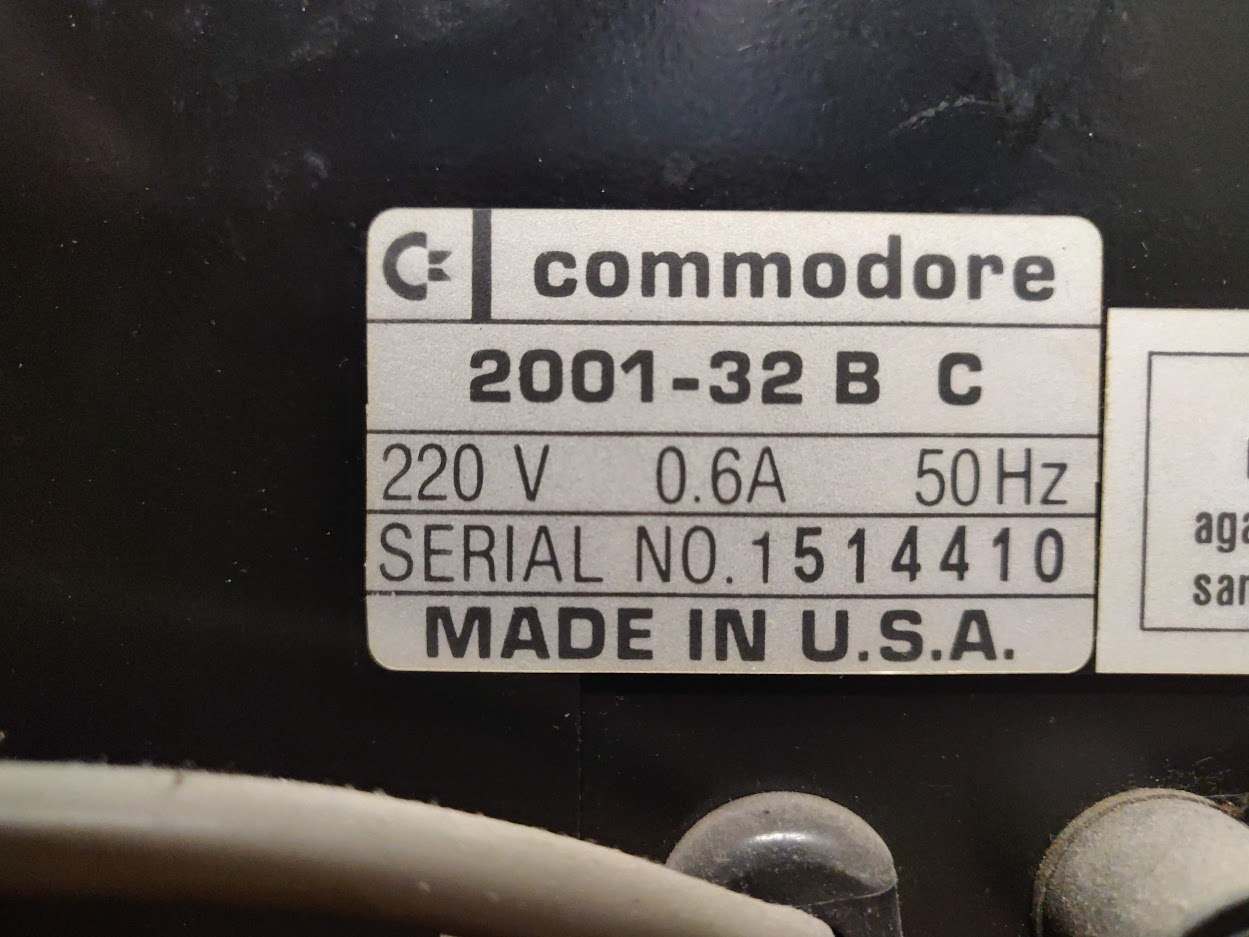 commodore
2001-32 B C
220 V 0.6A 50Hz
SERIAL NO. 1514410
MADE IN U.S.A.